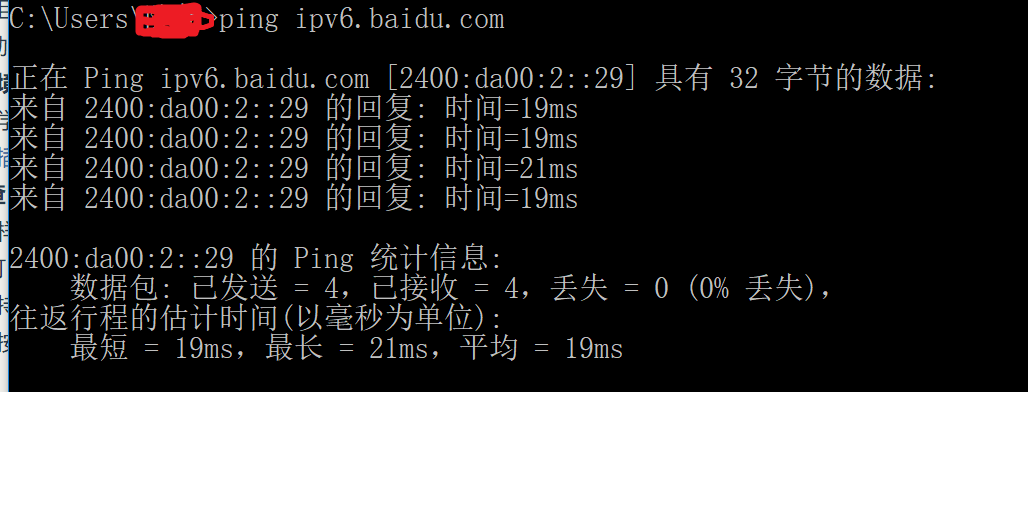 C:\Users\>ping ipv6.baidu.com
正在 Ping ipv6.baidu.com [2400:da00:2::29] 具有 32 字节的数据:
来自 2400:da00:2::29 的回复: 时间=19ms
来自 2400:da00:2::29 的回复: 时间=19ms
来自 2400:da00:2::29 的回复: 时间=21ms
来自 2400:da00:2::29 的回复: 时间=19ms
2400:da00:2::29 的 Ping 统计信息:
数据包: 已发送 = 4，已接收 = 4，丢失 = 0 (0% 丢失)，
往返行程的估计时间(以毫秒为单位):
最短 = 19ms，最长 = 21ms，平均 = 19ms